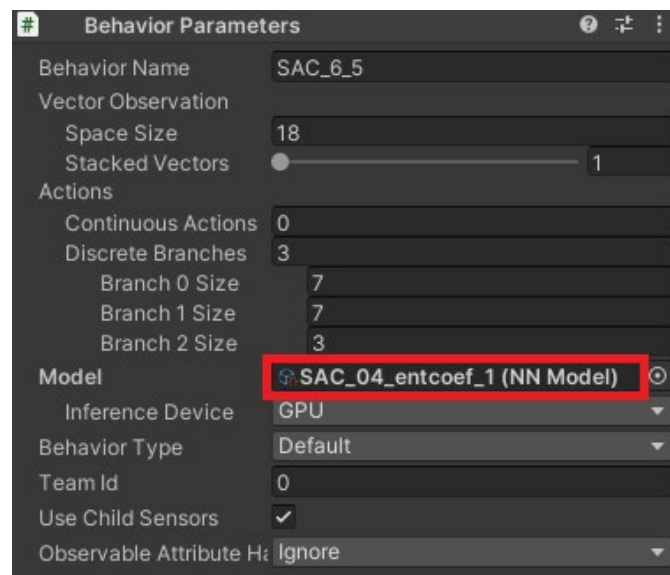 # Behavior Parameters
Behavior Name SAC_6_5
Vector Observation
Space Size 18
Stacked Vectors 1
Actions
Continuous Actions 0
Discrete Branches 3
Branch 0 Size 7
Branch 1 Size 7
Branch 2 Size 3
Model SAC_04_entcoef_1 (NN Model)
Inference Device GPU
Behavior Type Default
Team Id 0
Use Child Sensors
Observable Attribute Ha Ignore